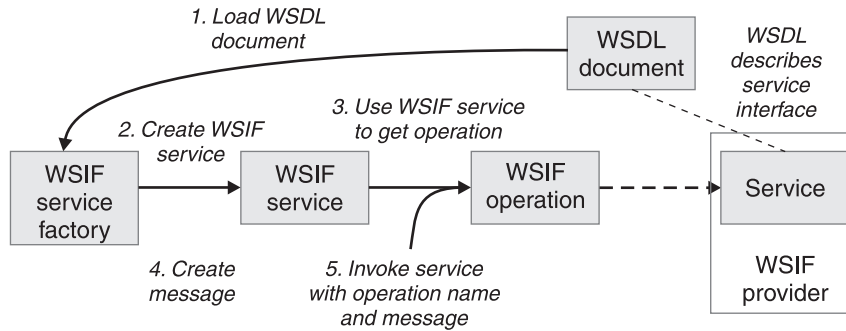 1. Load WSDL
document
WSDL
document
WSDL
describes
service
interface
2. Create WSIF
service
3. Use WSIF service
to get operation
WSIF
service
factory
WSIF
service
WSIF
operation
Service
4. Create
message
5. Invoke service
with operation name
and message
WSIF
provider